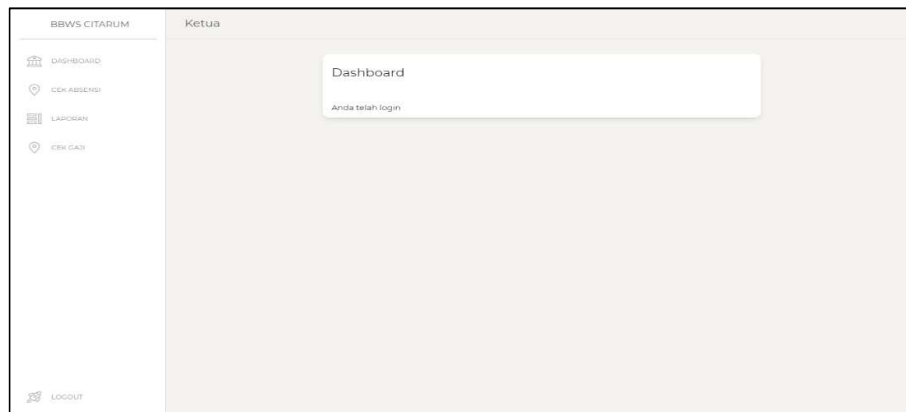 BBWS CITARUM
DASHBOARD
CEK ABSENSI
LAPORAN
CEK GAJI
LOGOUT
Ketua
Dashboard
Anda telah login